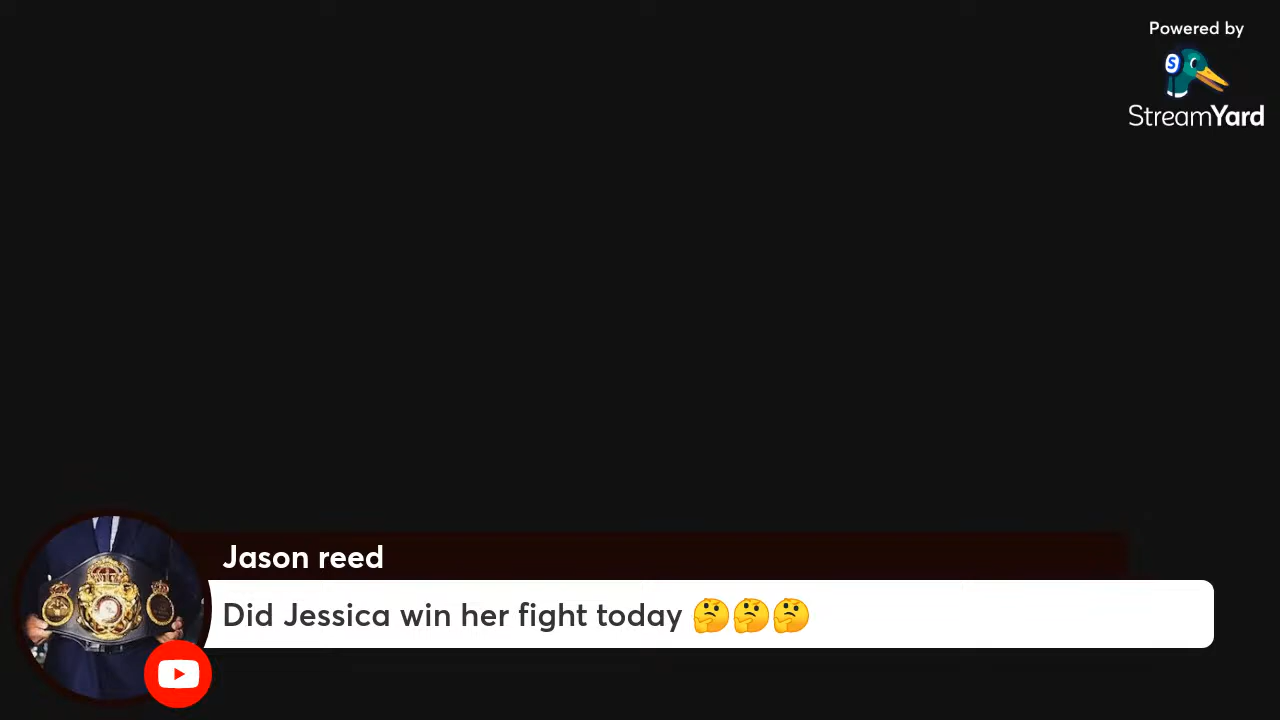 Powered by
StreamYard
Jason reed
Did Jessica win her fight today 🤔🤔🤔